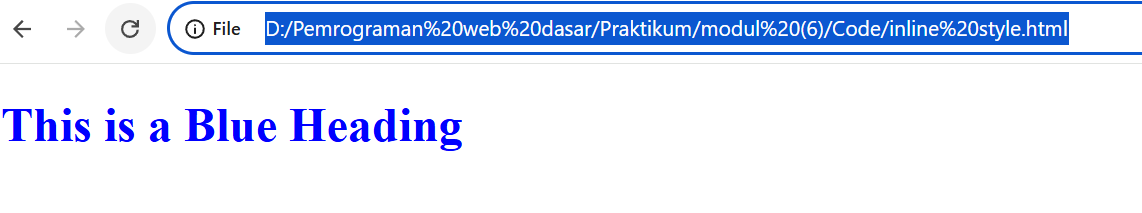 File D:/Pemrograman%20web%20dasar/Praktikum/modul%20(6)/Code/inline%20style.html
This is a Blue Heading